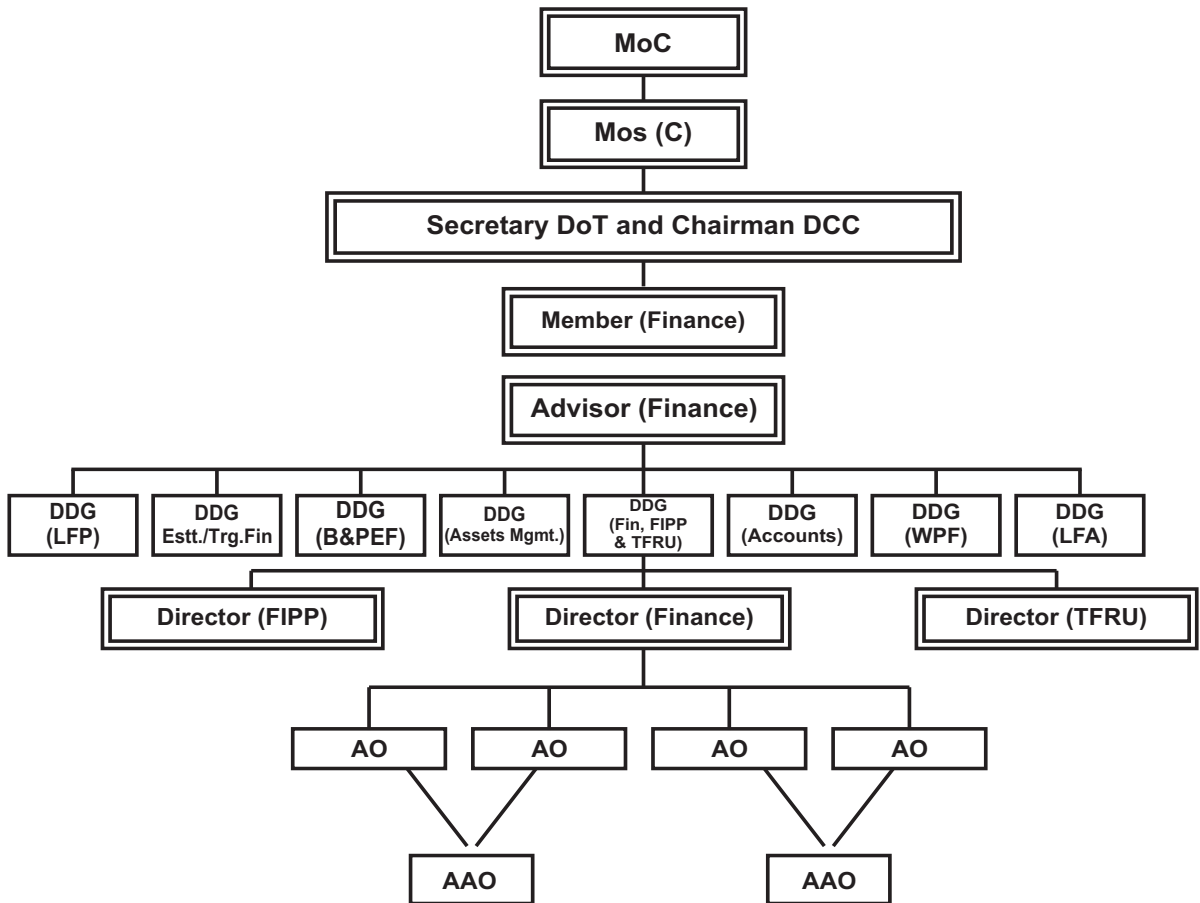 MoC
Mos (C)
Secretary DoT and Chairman DCC
Member (Finance)
Advisor (Finance)
DDG
(LFP)
DDG
Estt./Trg.Fin
DDG
(B&PEF)
DDG
(Assets Mgmt.)
DDG
(Fin, FIPP
& TFRU)
DDG
(Accounts)
DDG
(WPF)
DDG
(LFA)
Director (FIPP)
Director (Finance)
Director (TFRU)
AO
AO
AO
AO
AAO
AAO